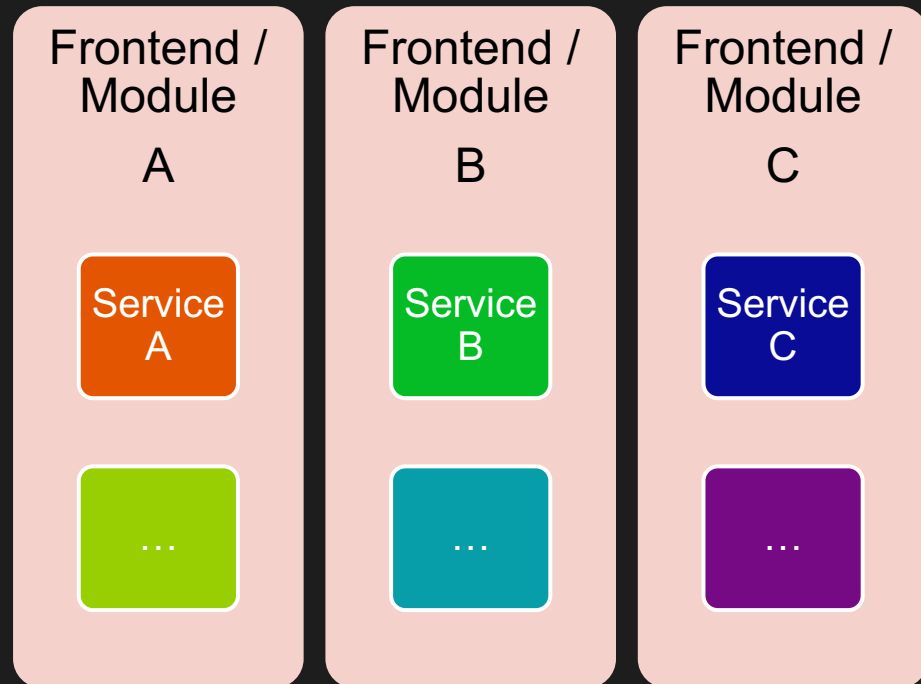 Frontend /
Module
A
Service
A
…
Frontend /
Module
B
Service
B
…
Frontend /
Module
C
Service
C
…